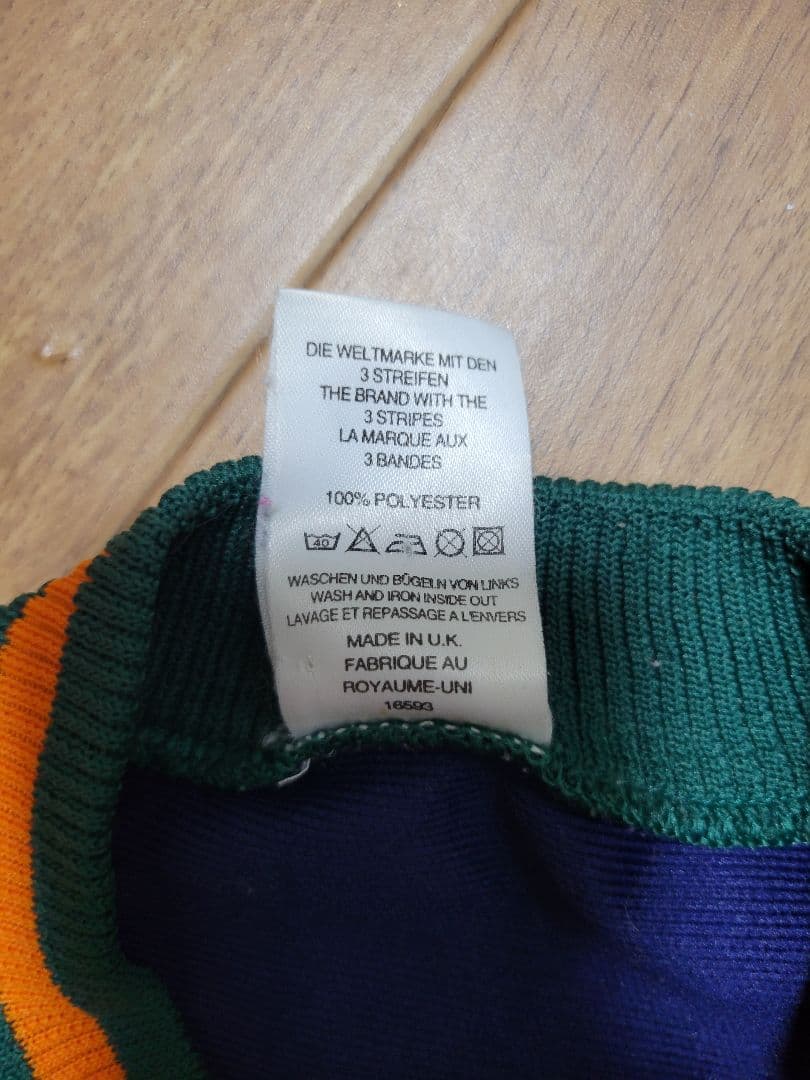 DIE WELTMARKE MIT DEN
3 STREIFEN
THE BRAND WITH THE
3 STRIPES
LA MARQUE AUX
3 BANDES
100% POLYESTER
40
WASCHEN UND BÜGELN VON LINKS
WASH AND IRON INSIDE OUT
LAVAGE ET REPASSAGE A L'ENVERS
MADE IN U.K.
FABRIQUE AU
ROYAUME-UNI
16593